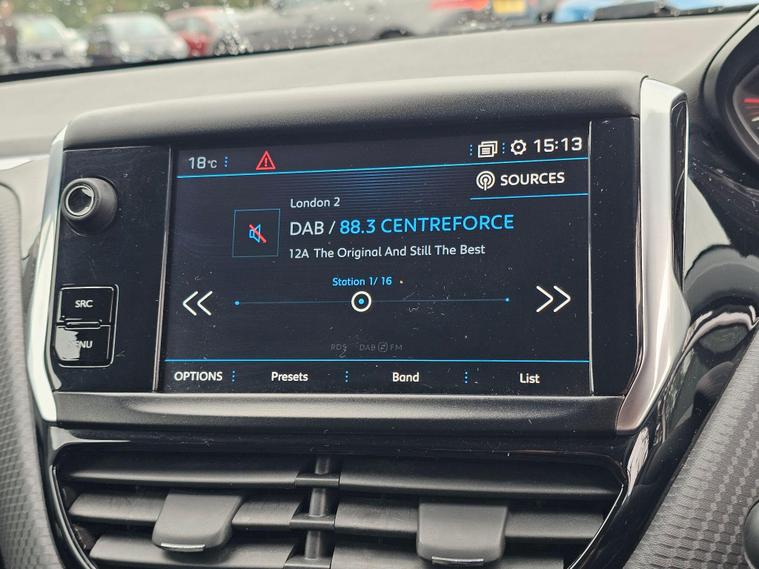 18°C 15:13
SOURCES
London 2
DAB / 88.3 CENTREFORCE
12A The Original And Still The Best
Station 1/ 16
SRC
MENU
RDS DAB FM
OPTIONS Presets Band List